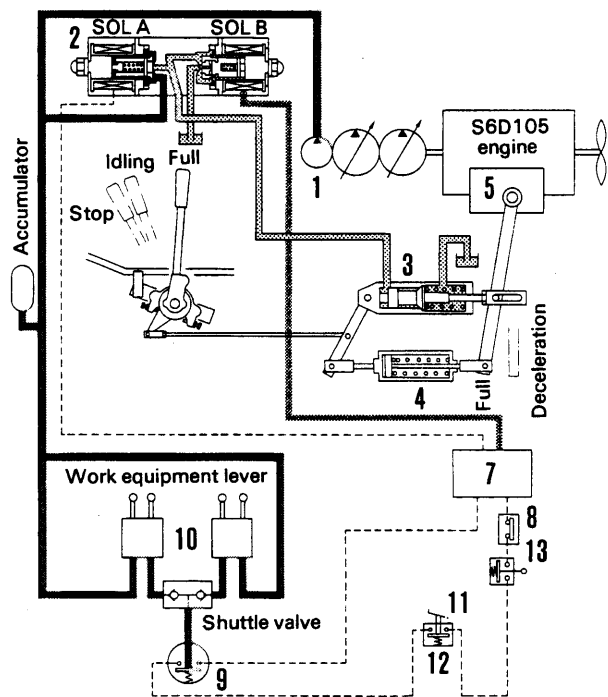 2
SOL A
SOL B
S6D105
engine
1
5
Accumulator
Idling
Full
Stop
3
4
Full
Deceleration
7
Work equipment lever
10
8
13
11
Shuttle valve
12
9